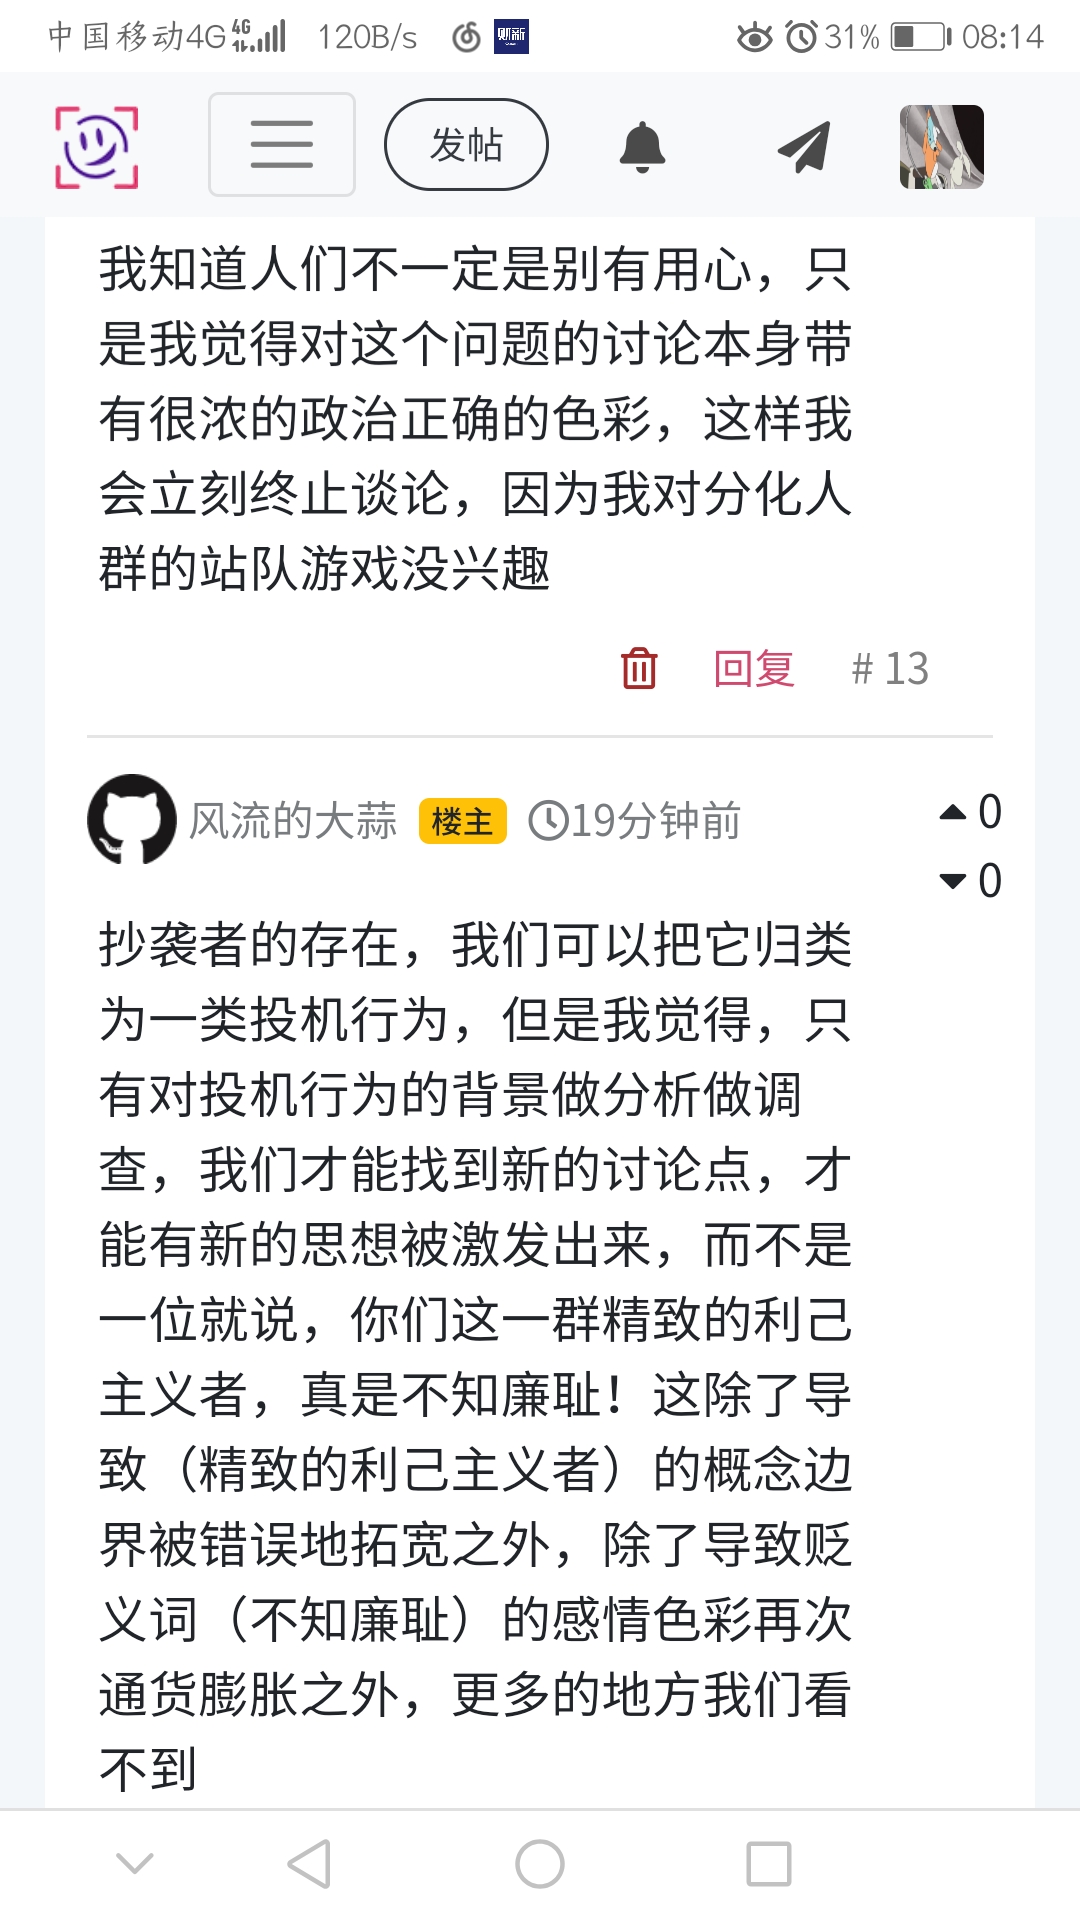 中国移动4G 4G 120B/s 财新 31% 08:14
发帖
我知道人们不一定是别有用心，只
是我觉得对这个问题的讨论本身带
有很浓的政治正确的色彩，这样我
会立刻终止谈论，因为我对分化人
群的站队游戏没兴趣
回复 # 13
风流的大蒜 楼主 19分钟前 0
0
抄袭者的存在，我们可以把它归类
为一类投机行为，但是我觉得，只
有对投机行为的背景做分析做调
查，我们才能找到新的讨论点，才
能有新的思想被激发出来，而不是
一位就说，你们这一群精致的利己
主义者，真是不知廉耻！这除了导
致（精致的利己主义者）的概念边
界被错误地拓宽之外，除了导致贬
义词（不知廉耻）的感情色彩再次
通货膨胀之外，更多的地方我们看
不到